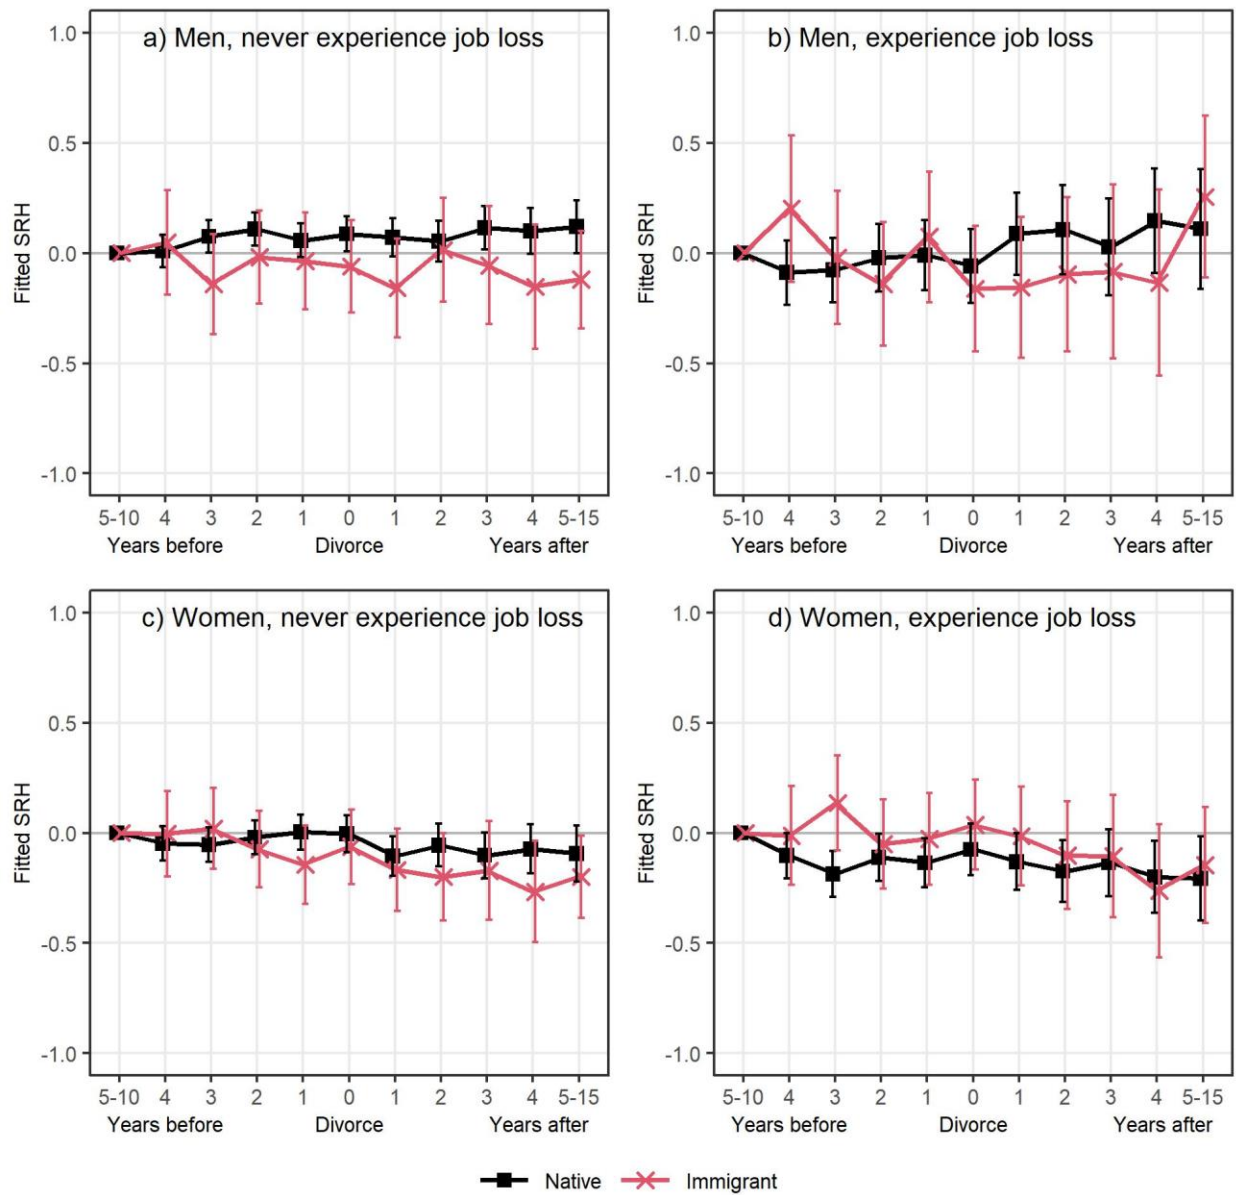 a) Men, never experience job loss
1.0
0.5
0.0
-0.5
-1.0
Fitted SRH
5-10 4 3 2 1 0 1 2 3 4 5-15
Years before Divorce Years after
b) Men, experience job loss
1.0
0.5
0.0
-0.5
-1.0
Fitted SRH
5-10 4 3 2 1 0 1 2 3 4 5-15
Years before Divorce Years after
c) Women, never experience job loss
1.0
0.5
0.0
-0.5
-1.0
Fitted SRH
5-10 4 3 2 1 0 1 2 3 4 5-15
Years before Divorce Years after
d) Women, experience job loss
1.0
0.5
0.0
-0.5
-1.0
Fitted SRH
5-10 4 3 2 1 0 1 2 3 4 5-15
Years before Divorce Years after
Native Immigrant